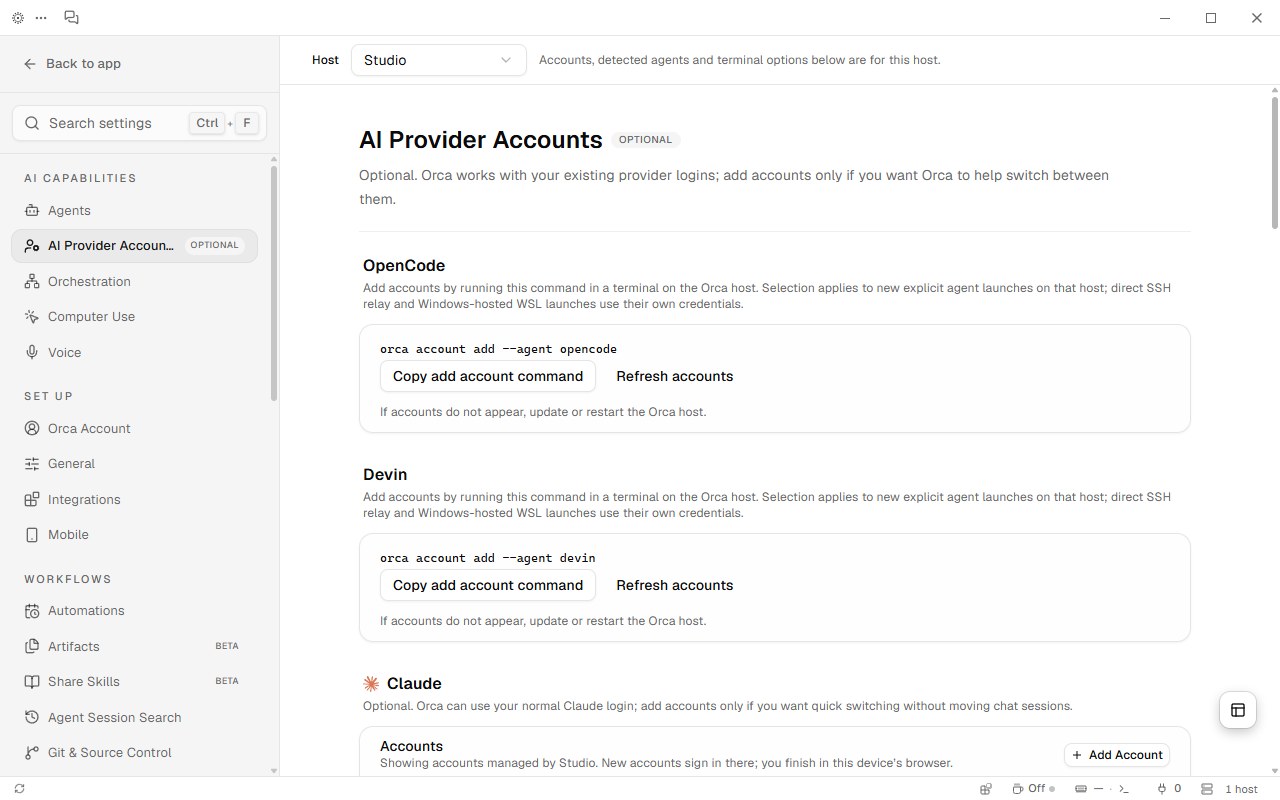 Back to app
Host
Studio
Accounts, detected agents and terminal options below are for this host.
Search settings
Ctrl + F
AI CAPABILITIES
Agents
AI Provider Accoun...
OPTIONAL
Orchestration
Computer Use
Voice
SET UP
Orca Account
General
Integrations
Mobile
WORKFLOWS
Automations
Artifacts
BETA
Share Skills
BETA
Agent Session Search
Git & Source Control
AI Provider Accounts
OPTIONAL
Optional. Orca works with your existing provider logins; add accounts only if you want Orca to help switch between
them.
OpenCode
Add accounts by running this command in a terminal on the Orca host. Selection applies to new explicit agent launches on that host; direct SSH
relay and Windows-hosted WSL launches use their own credentials.
orca account add --agent opencode
Copy add account command
Refresh accounts
If accounts do not appear, update or restart the Orca host.
Devin
Add accounts by running this command in a terminal on the Orca host. Selection applies to new explicit agent launches on that host; direct SSH
relay and Windows-hosted WSL launches use their own credentials.
orca account add --agent devin
Copy add account command
Refresh accounts
If accounts do not appear, update or restart the Orca host.
Claude
Optional. Orca can use your normal Claude login; add accounts only if you want quick switching without moving chat sessions.
Accounts
Showing accounts managed by Studio. New accounts sign in there; you finish in this device's browser.
+ Add Account
Off
0
1 host